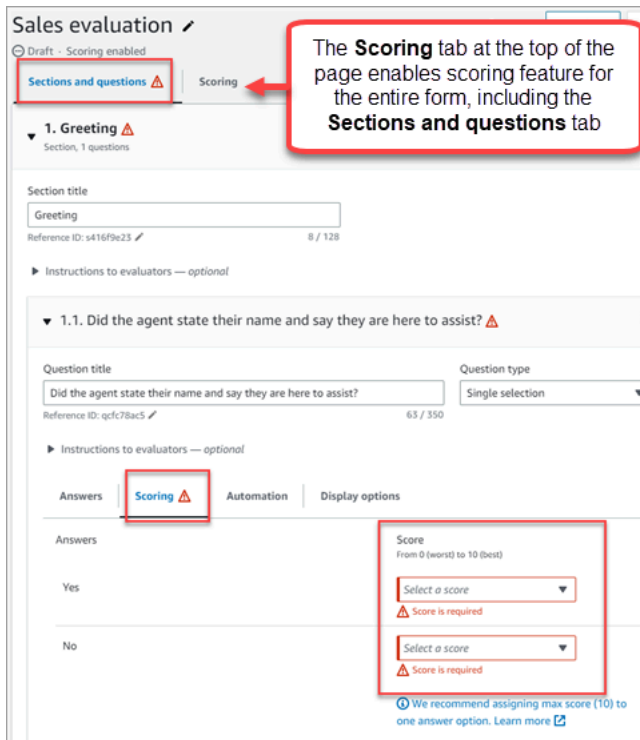 Sales evaluation
Draft · Scoring enabled
Sections and questions
Scoring
The Scoring tab at the top of the
page enables scoring feature for
the entire form, including the
Sections and questions tab
1. Greeting
Section, 1 questions
Section title
Greeting
Reference ID: s416f9e23
8 / 128
Instructions to evaluators — optional
1.1. Did the agent state their name and say they are here to assist?
Question title
Question type
Did the agent state their name and say they are here to assist?
Single selection
Reference ID: qcfc78ac5
63 / 350
Instructions to evaluators — optional
Answers
Scoring
Automation
Display options
Answers
Score
From 0 (worst) to 10 (best)
Yes
Select a score
Score is required
No
Select a score
Score is required
We recommend assigning max score (10) to
one answer option. Learn more